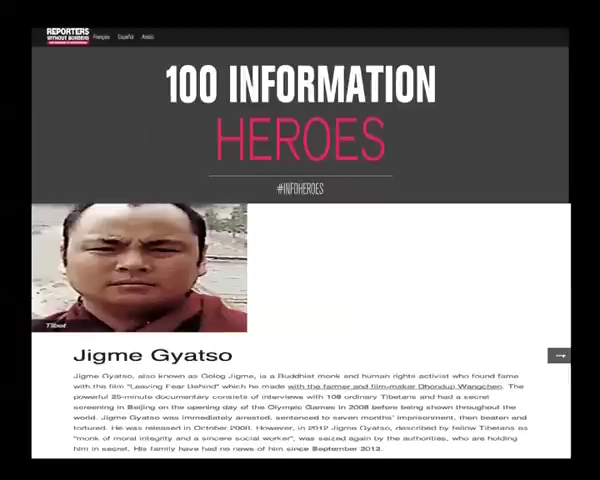 REPORTERS
WITHOUT BORDERS
Français Español Arabic
100 INFORMATION
HEROES
#INFOHEROES
Tibet
Jigme Gyatso
Jigme Gyatso, also known as Golog Jigme, is a Buddhist monk and human rights activist who found fame
with the film "Leaving Fear Behind" which he made with the farmer and film-maker Dhondup Wangchen. The
powerful 25-minute documentary consists of interviews with 108 ordinary Tibetans and had a secret
screening in Beijing on the opening day of the Olympic Games in 2008 before being shown throughout the
world. Jigme Gyatso was immediately arrested, sentenced to seven months' imprisonment, then beaten and
tortured. He was released in October 2008. However, in 2012 Jigme Gyatso, described by fellow Tibetans as
"monk of moral integrity and a sincere social worker", was seized again by the authorities, who are holding
him in secret. His family have had no news of him since September 2012.